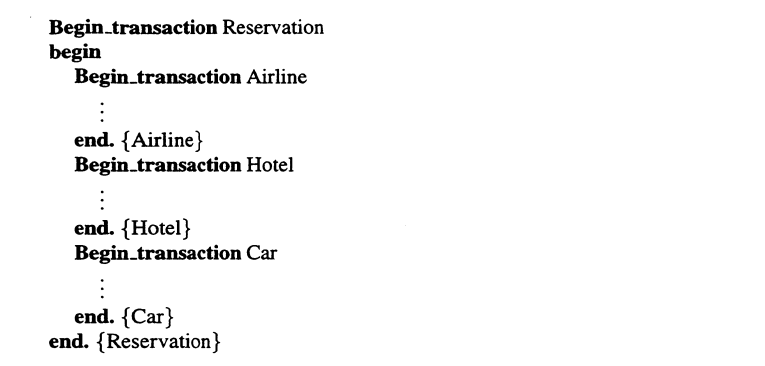 Begin_transaction Reservation
begin
Begin_transaction Airline
⋮
end. {Airline}
Begin_transaction Hotel
⋮
end. {Hotel}
Begin_transaction Car
⋮
end. {Car}
end. {Reservation}